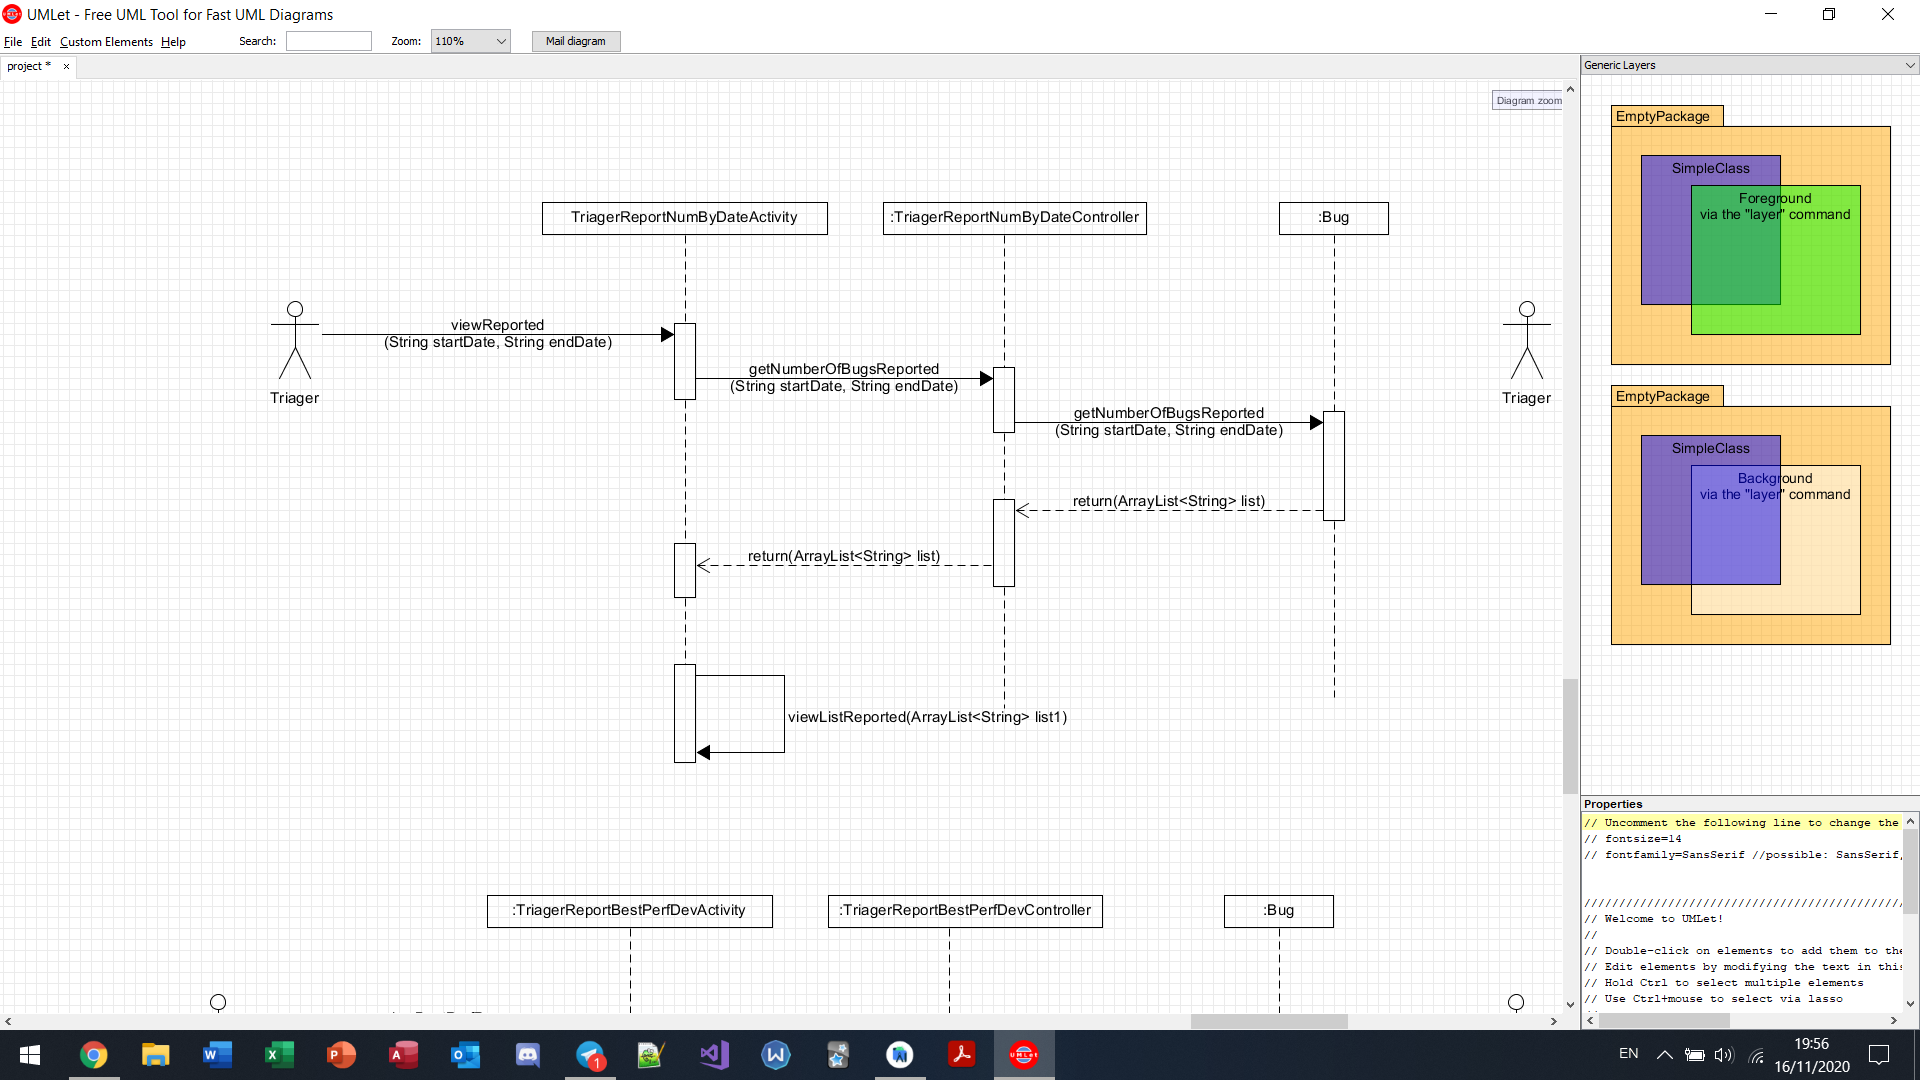 UMLet - Free UML Tool for Fast UML Diagrams
File Edit Custom Elements Help Search: Zoom: 110% Mail diagram
project *
Generic Layers
Diagram zoom
TriagerReportNumByDateActivity
:TriagerReportNumByDateController
:Bug
viewReported
(String startDate, String endDate)
Triager
getNumberOfBugsReported
(String startDate, String endDate)
getNumberOfBugsReported
(String startDate, String endDate)
Triager
return(ArrayList<String> list)
return(ArrayList<String> list)
viewListReported(ArrayList<String> list1)
:TriagerReportBestPerfDevActivity
:TriagerReportBestPerfDevController
:Bug
EmptyPackage
SimpleClass
Foreground
via the "layer" command
EmptyPackage
SimpleClass
Background
via the "layer" command
Properties
// Uncomment the following line to change the
// fontsize=14
// fontfamily=SansSerif //possible: SansSerif,
////////////////////////////////////////////
// Welcome to UMLet!
//
// Double-click on elements to add them to the
// Edit elements by modifying the text in this
// Hold Ctrl to select multiple elements
// Use Ctrl+mouse to select via lasso
1
UMLet
EN
19:56
16/11/2020